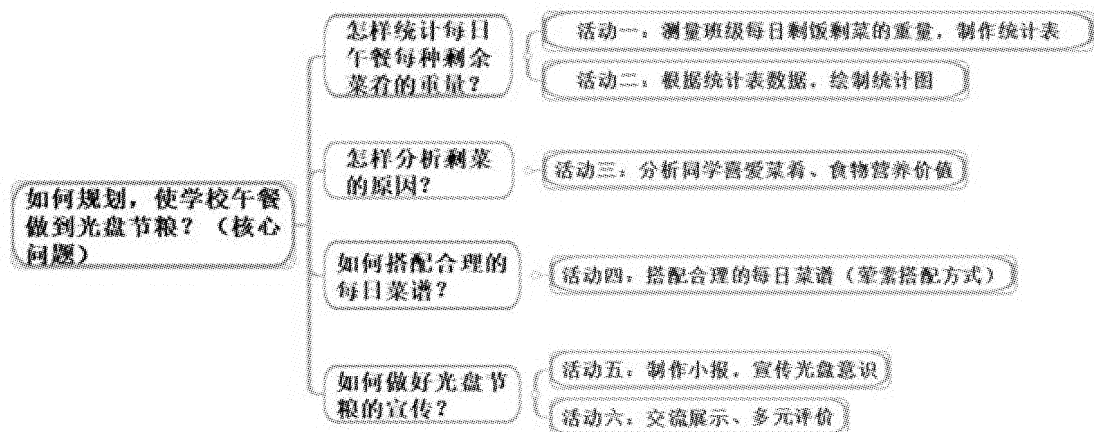 如何规划，使学校午餐
做到光盘节粮？（核心
问题）
怎样统计每日
午餐每种剩余
菜肴的重量？
活动一：测量班级每日剩饭剩菜的重量，制作统计表
活动二：根据统计表数据，绘制统计图
怎样分析剩菜
的原因？
活动三：分析同学喜爱菜肴、食物营养价值
如何搭配合理的
每日菜谱？
活动四：搭配合理的每日菜谱（荤素搭配方式）
如何做好光盘节
粮的宣传？
活动五：制作小报，宣传光盘意识
活动六：交流展示、多元评价